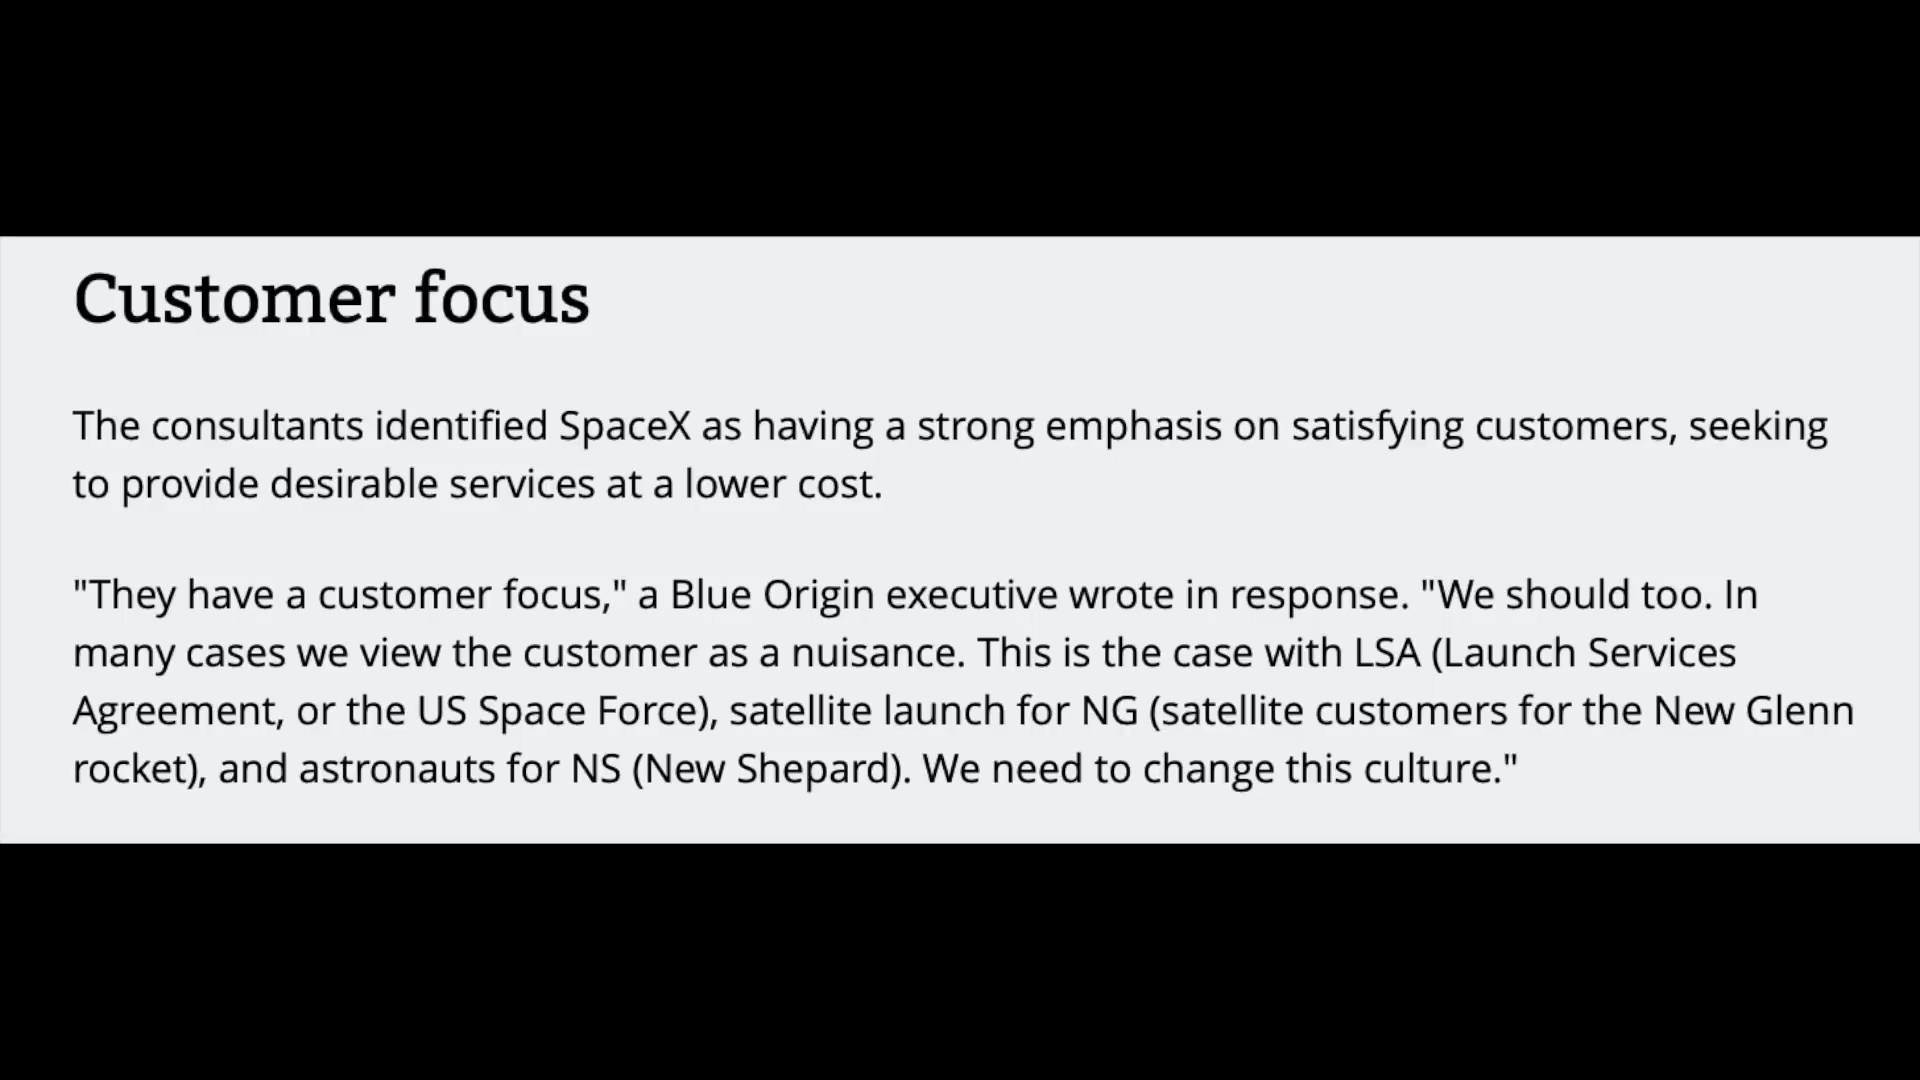 Customer focus
The consultants identified SpaceX as having a strong emphasis on satisfying customers, seeking
to provide desirable services at a lower cost.
"They have a customer focus," a Blue Origin executive wrote in response. "We should too. In
many cases we view the customer as a nuisance. This is the case with LSA (Launch Services
Agreement, or the US Space Force), satellite launch for NG (satellite customers for the New Glenn
rocket), and astronauts for NS (New Shepard). We need to change this culture."